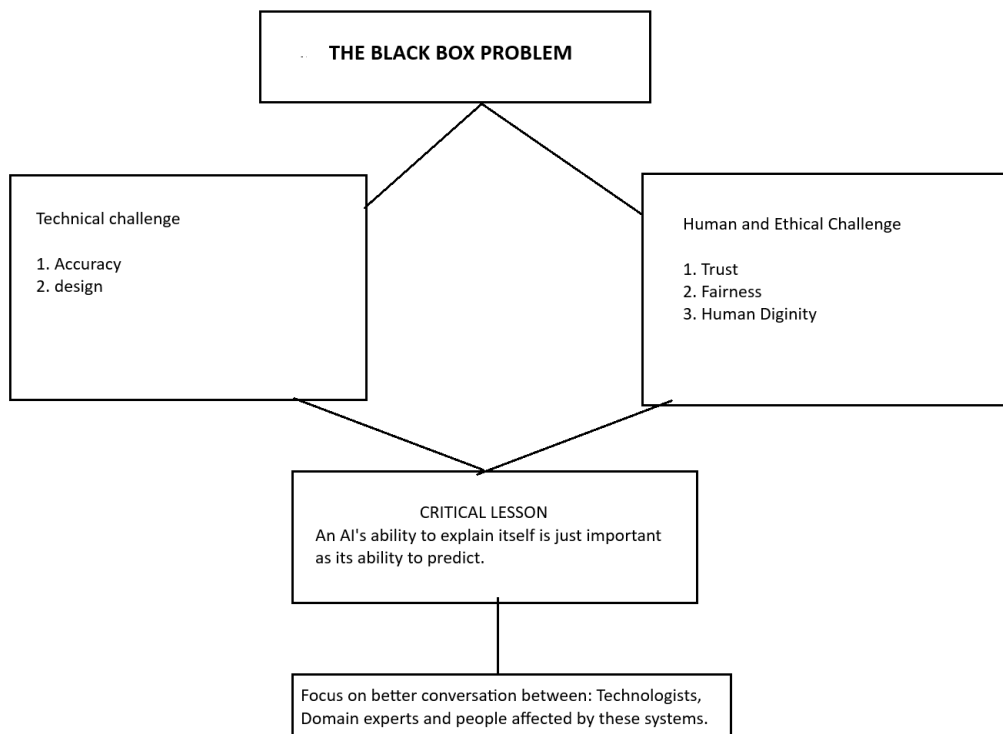 THE BLACK BOX PROBLEM
Technical challenge
1. Accuracy
2. design
Human and Ethical Challenge
1. Trust
2. Fairness
3. Human Diginity
CRITICAL LESSON
An AI's ability to explain itself is just important
as its ability to predict.
Focus on better conversation between: Technologists,
Domain experts and people affected by these systems.